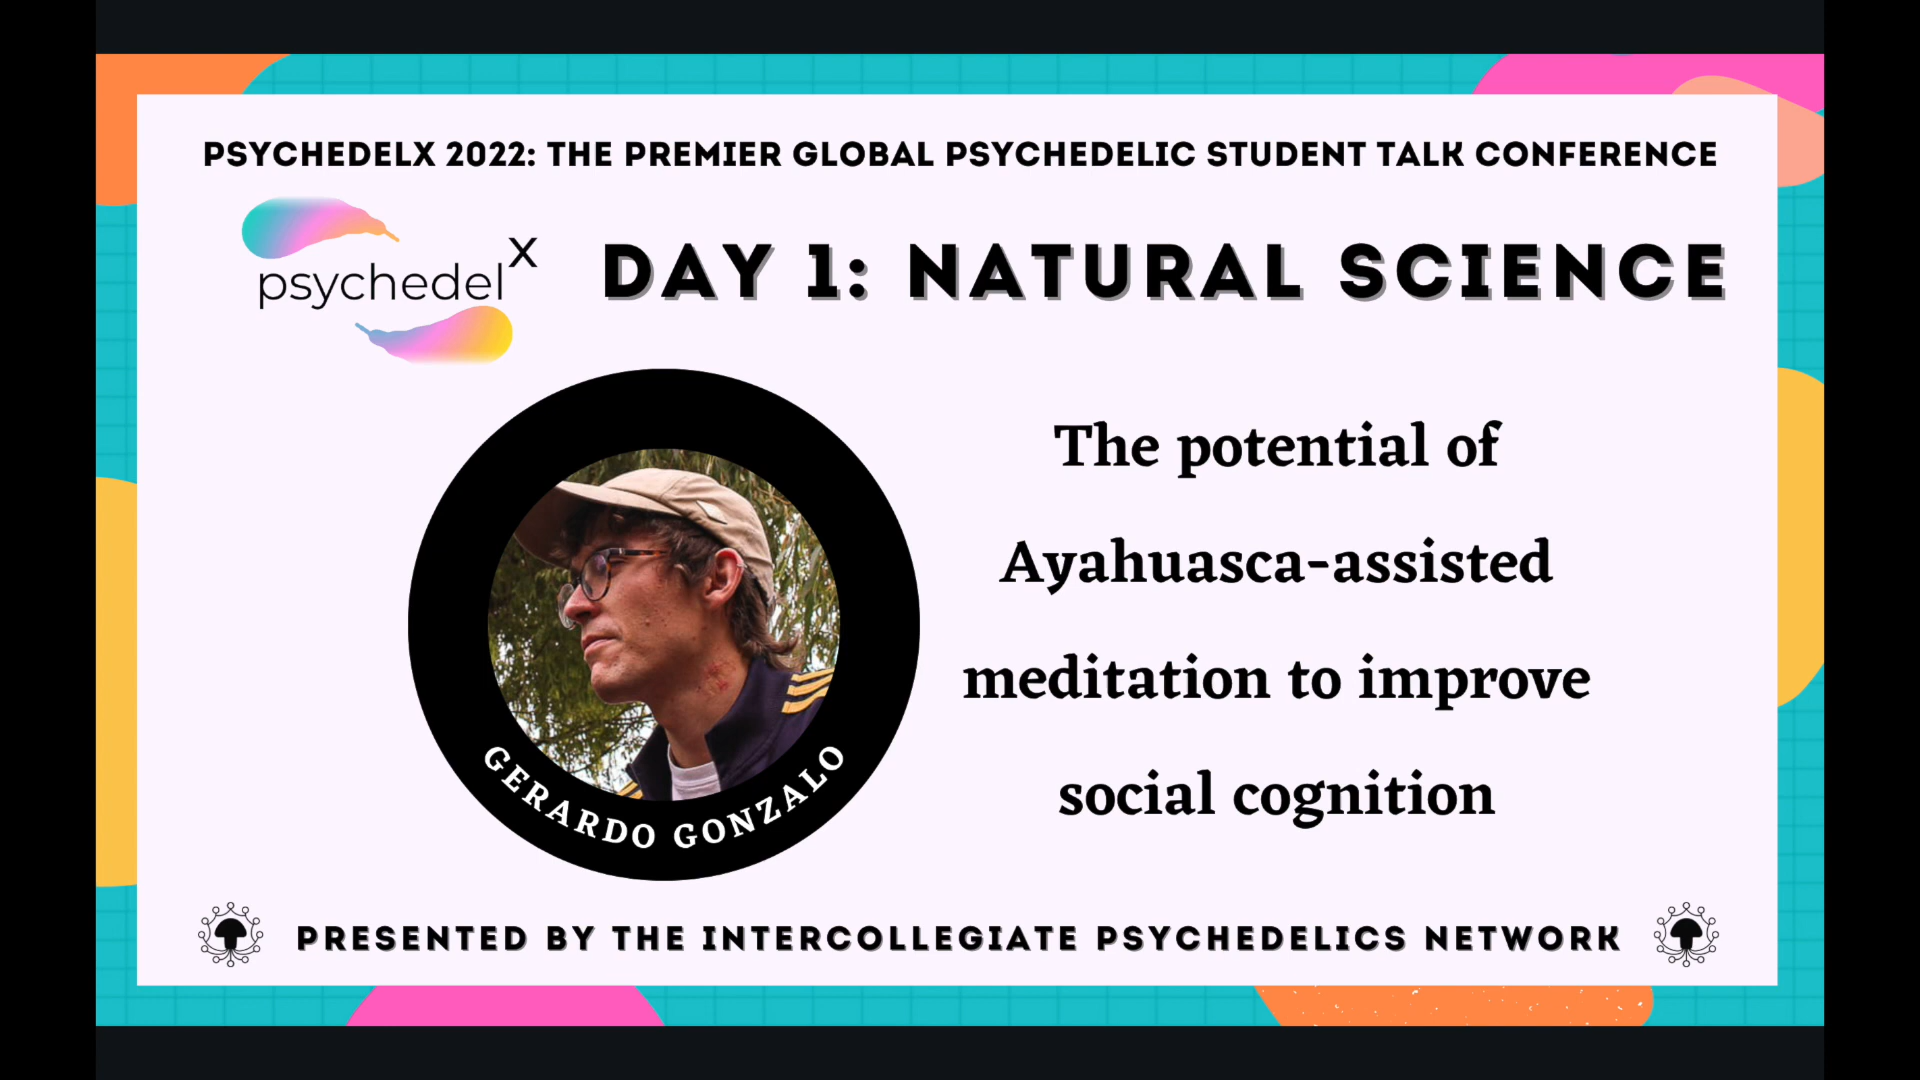 PSYCHEDELX 2022: THE PREMIER GLOBAL PSYCHEDELIC STUDENT TALK CONFERENCE
psychedelx
DAY 1: NATURAL SCIENCE
The potential of
Ayahuasca-assisted
meditation to improve
social cognition
GERARDO GONZALO
PRESENTED BY THE INTERCOLLEGIATE PSYCHEDELICS NETWORK